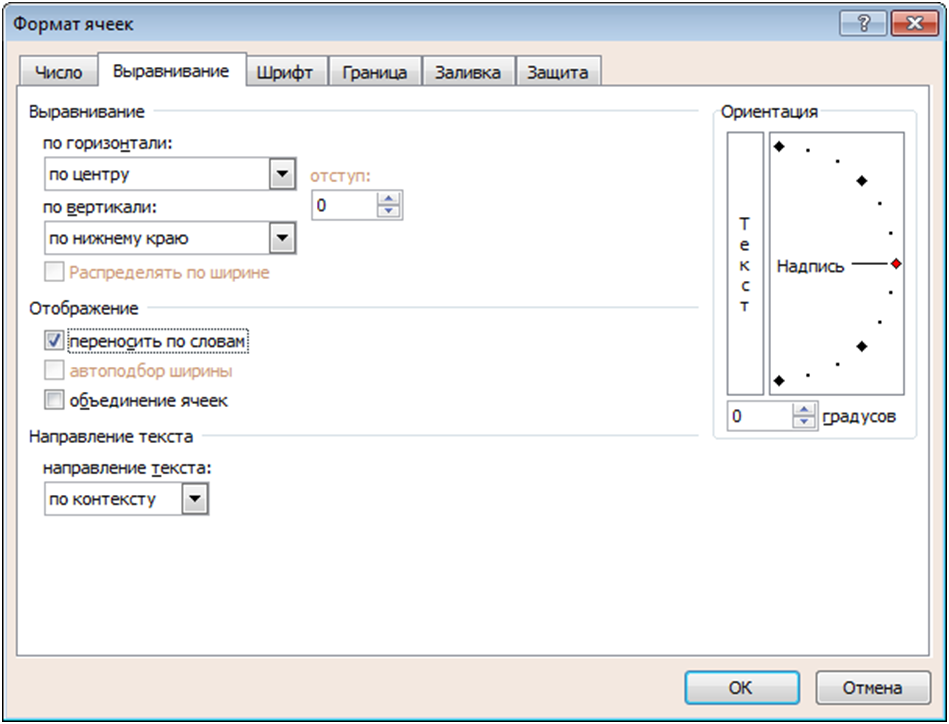 Формат ячеек
?
Число Выравнивание Шрифт Граница Заливка Защита
Выравнивание
по горизонтали:
по центру
отступ:
0
по вертикали:
по нижнему краю
Распределять по ширине
Отображение
переносить по словам
автоподбор ширины
объединение ячеек
Направление текста
направление текста:
по контексту
Ориентация
Текст
Надпись
0 градусов
ОК Отмена